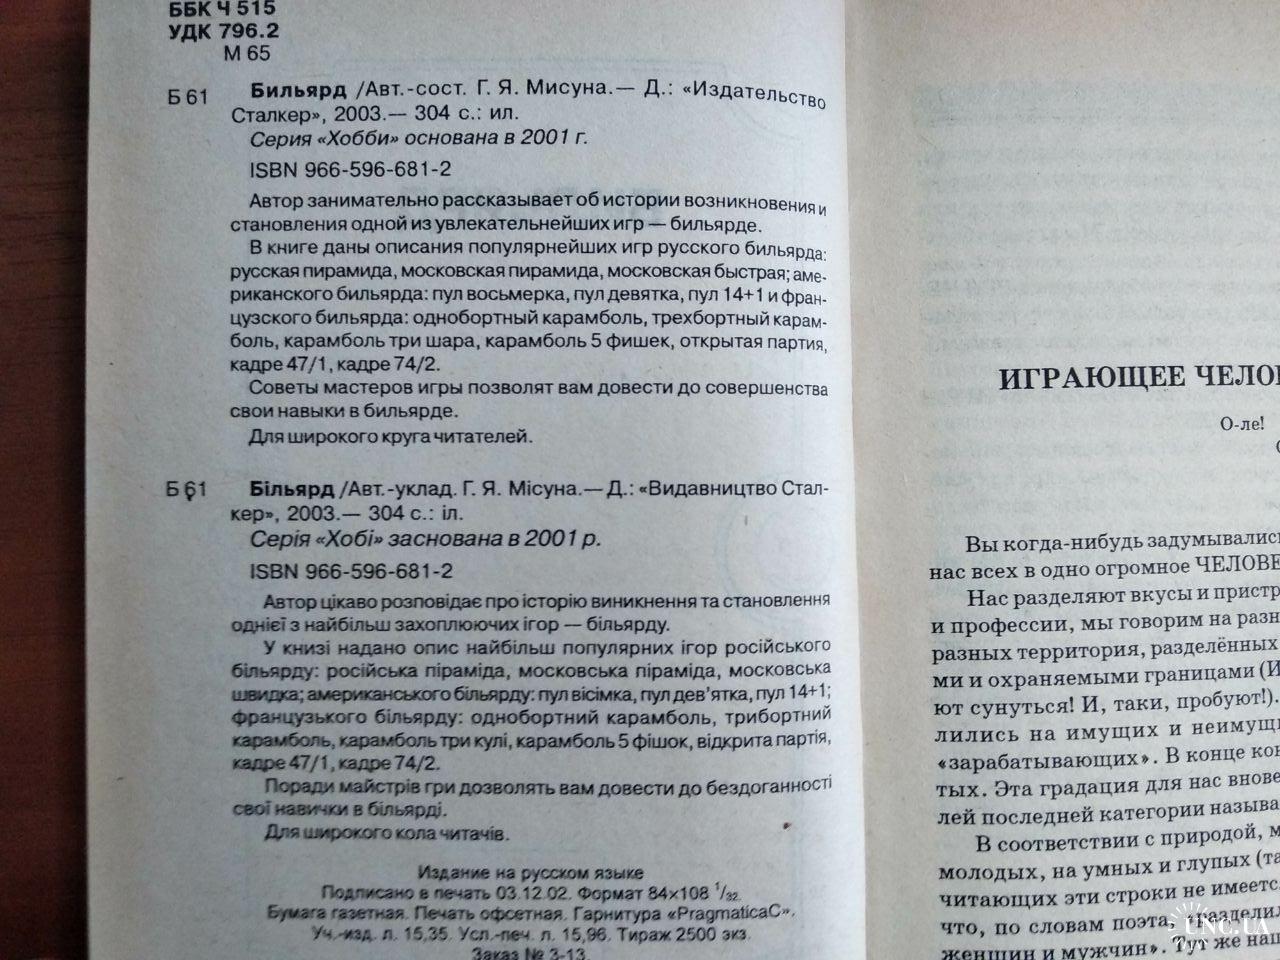 ББК Ч 515
УДК 796.2
М 65
Б 61
Бильярд /Авт.-сост. Г. Я. Мисуна.— Д.: «Издательство
Сталкер», 2003.— 304 с.: ил.
Серия «Хобби» основана в 2001 г.
ISBN 966-596-681-2
Автор занимательно рассказывает об истории возникновения и
становления одной из увлекательнейших игр — бильярде.
В книге даны описания популярнейших игр русского бильярда:
русская пирамида, московская пирамида, московская быстрая; аме-
риканского бильярда: пул восьмерка, пул девятка, пул 14+1 и фран-
цузского бильярда: однобортный карамболь, трехбортный карам-
боль, карамболь три шара, карамболь 5 фишек, открытая партия,
кадре 47/1, кадре 74/2.
Советы мастеров игры позволят вам довести до совершенства
свои навыки в бильярде.
Для широкого круга читателей.
Б 61
Більярд /Авт.-уклад. Г. Я. Місуна.— Д.: «Видавництво Стал-
кер», 2003.— 304 с.: іл.
Серія «Хобі» заснована в 2001 р.
ISBN 966-596-681-2
Автор цікаво розповідає про історію виникнення та становлення
однієї з найбільш захоплюючих ігор — більярду.
У книзі надано опис найбільш популярних ігор російського
більярду: російська піраміда, московська піраміда, московська
швидка; американського більярду: пул вісімка, пул дев’ятка, пул 14+1;
французького більярду: однобортний карамболь, трибортний
карамболь, карамболь три кулі, карамболь 5 фішок, відкрита партія,
кадре 47/1, кадре 74/2.
Поради майстрів гри дозволять вам довести до бездоганності
свої навички в більярді.
Для широкого кола читачів.
Издание на русском языке
Подписано в печать 03.12.02. Формат 84×108 1/32.
Бумага газетная. Печать офсетная. Гарнитура «PragmaticaC».
Уч.-изд. л. 15,35. Усл.-печ. л. 15,96. Тираж 2500 экз.
Заказ № 3-13.
ИГРАЮЩЕЕ ЧЕЛОВ
О-ле!
Вы когда-нибудь задумывались
нас всех в одно огромное ЧЕЛОВЕ
Нас разделяют вкусы и пристр
и профессии, мы говорим на разн
разных территория, разделённых
ми и охраняемыми границами (И
ют сунуться! И, таки, пробуют!).
лились на имущих и неимущи
«зарабатывающих». В конце кон
тых. Эта градация для нас внове
лей последней категории называ
В соответствии с природой, м
молодых, на умных и глупых (та
читающих эти строки не имеется
что, по словам поэта, «разделил
женщин и мужчин». Тут же наш
UNC.UA